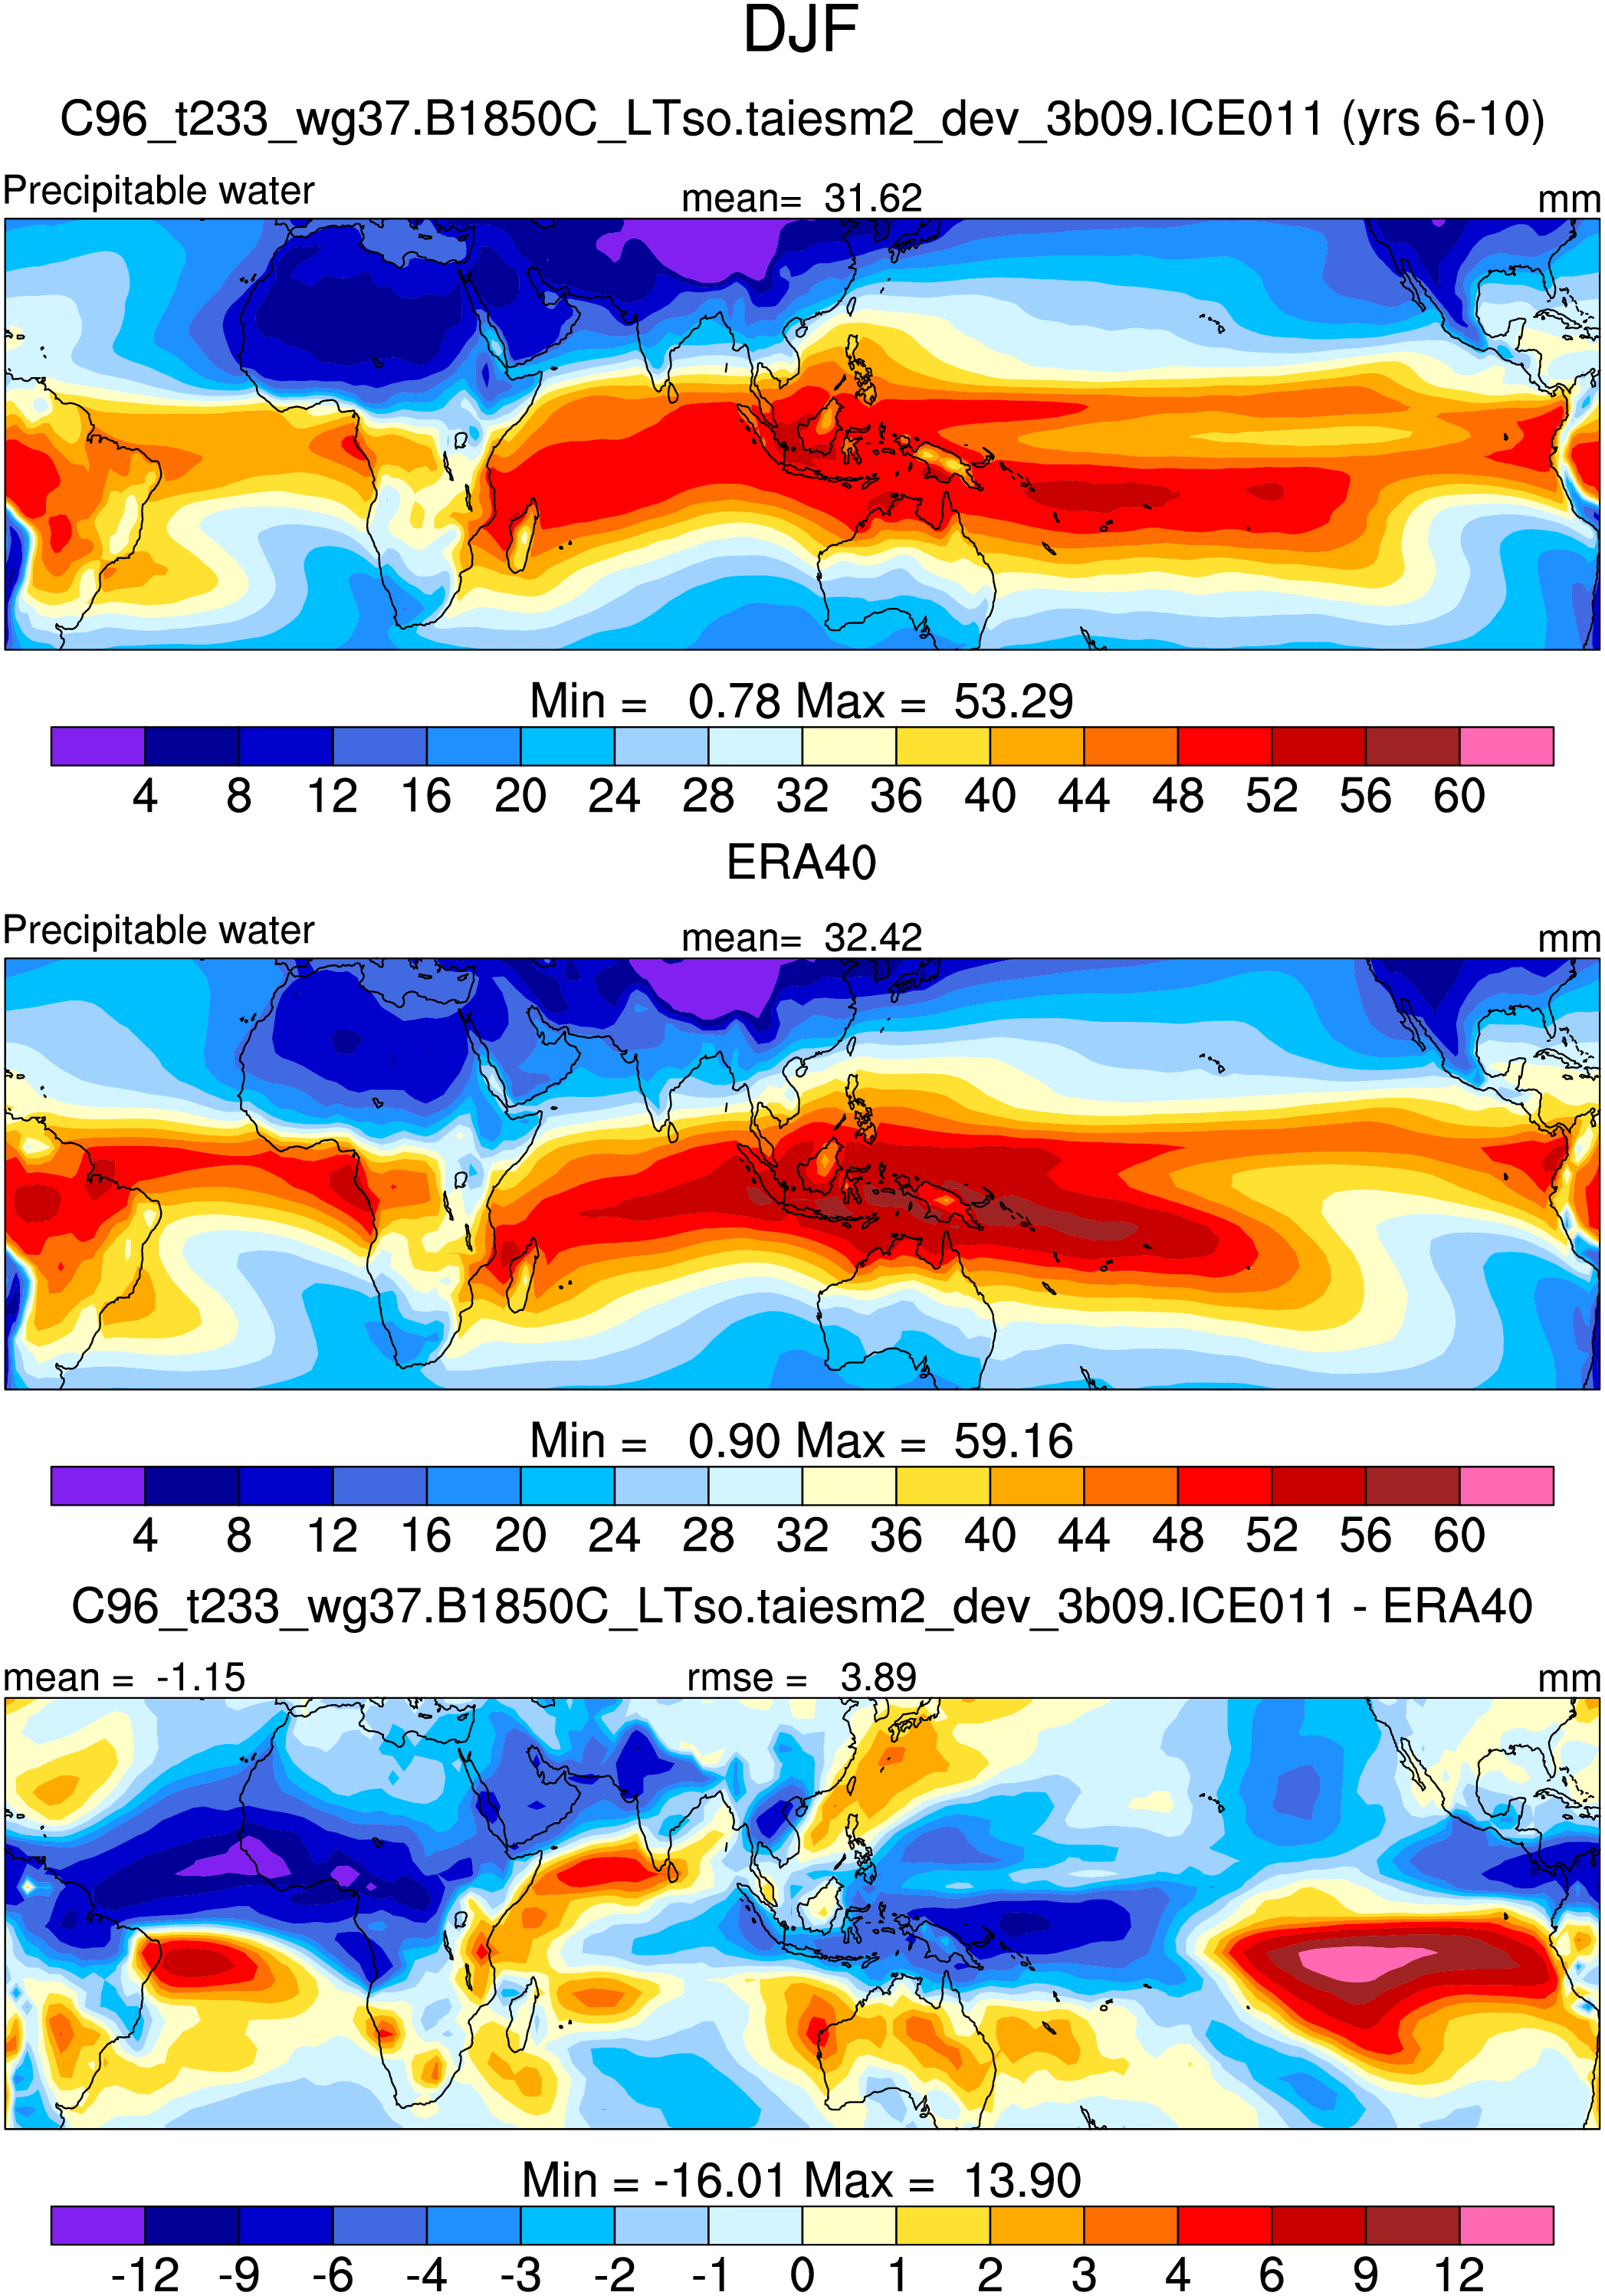 DJF
C96_t233_wg37.B1850C_LTso.taiesm2_dev_3b09.ICE011 (yrs 6-10)
Precipitable water mean= 31.62 mm
Min = 0.78 Max = 53.29
4 8 12 16 20 24 28 32 36 40 44 48 52 56 60
ERA40
Precipitable water mean= 32.42 mm
Min = 0.90 Max = 59.16
4 8 12 16 20 24 28 32 36 40 44 48 52 56 60
C96_t233_wg37.B1850C_LTso.taiesm2_dev_3b09.ICE011 - ERA40
mean = -1.15 rmse = 3.89 mm
Min = -16.01 Max = 13.90
-12 -9 -6 -4 -3 -2 -1 0 1 2 3 4 6 9 12